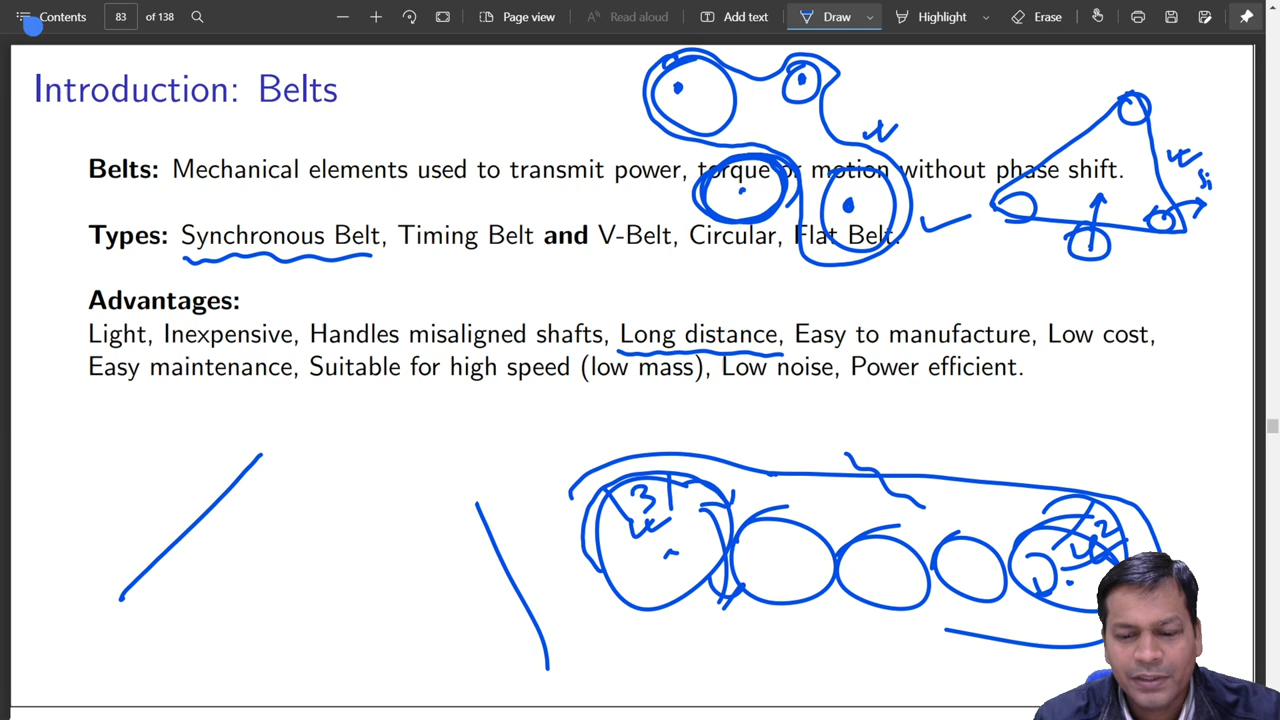 Contents 83 of 138 Page view Read aloud Add text Draw Highlight Erase
Introduction: Belts
Belts: Mechanical elements used to transmit power, torque or motion without phase shift.
Types: Synchronous Belt, Timing Belt and V-Belt, Circular, Flat Belt.
Advantages:
Light, Inexpensive, Handles misaligned shafts, Long distance, Easy to manufacture, Low cost,
Easy maintenance, Suitable for high speed (low mass), Low noise, Power efficient.
3
2